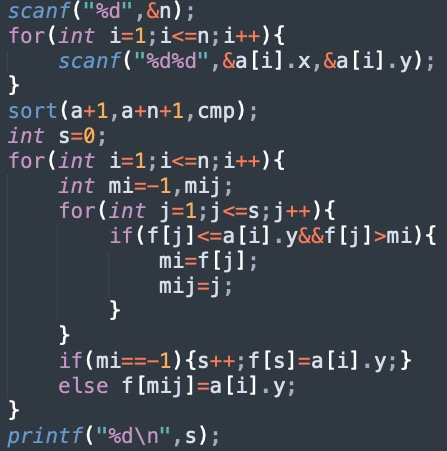 scanf("%d",&n);
for(int i=1;i<=n;i++){
    scanf("%d%d",&a[i].x,&a[i].y);
}
sort(a+1,a+n+1,cmp);
int s=0;
for(int i=1;i<=n;i++){
    int mi=-1,mij;
    for(int j=1;j<=s;j++){
        if(f[j]<=a[i].y&&f[j]>mi){
            mi=f[j];
            mij=j;
        }
    }
    if(mi==-1){s++;f[s]=a[i].y;}
    else f[mij]=a[i].y;
}
printf("%d\n",s);